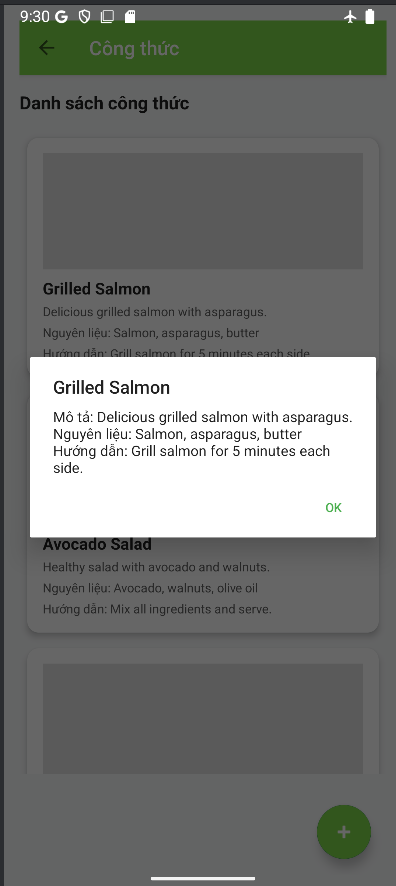 9:30
Công thức
Danh sách công thức
Grilled Salmon
Delicious grilled salmon with asparagus.
Nguyên liệu: Salmon, asparagus, butter
Hướng dẫn: Grill salmon for 5 minutes each side.
Grilled Salmon
Mô tả: Delicious grilled salmon with asparagus.
Nguyên liệu: Salmon, asparagus, butter
Hướng dẫn: Grill salmon for 5 minutes each
side.
OK
Avocado Salad
Healthy salad with avocado and walnuts.
Nguyên liệu: Avocado, walnuts, olive oil
Hướng dẫn: Mix all ingredients and serve.
+